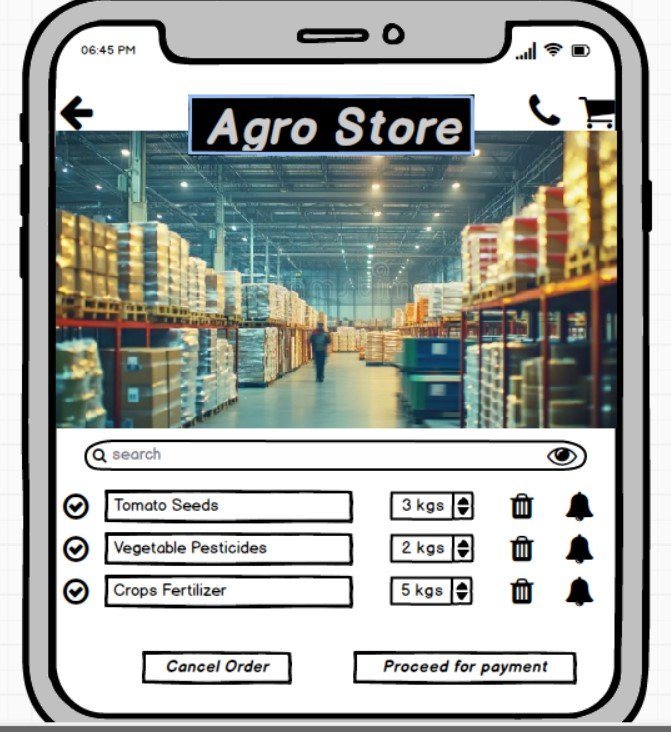 06:45 PM
Agro Store
search
Tomato Seeds 3 kgs
Vegetable Pesticides 2 kgs
Crops Fertilizer 5 kgs
Cancel Order Proceed for payment